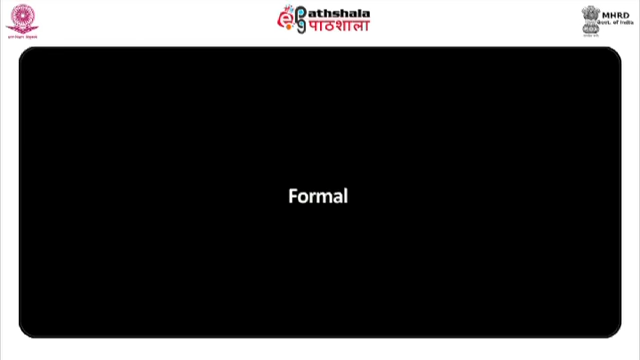 Pathshala
पाठशाला
MHRD
Govt. of India
Formal